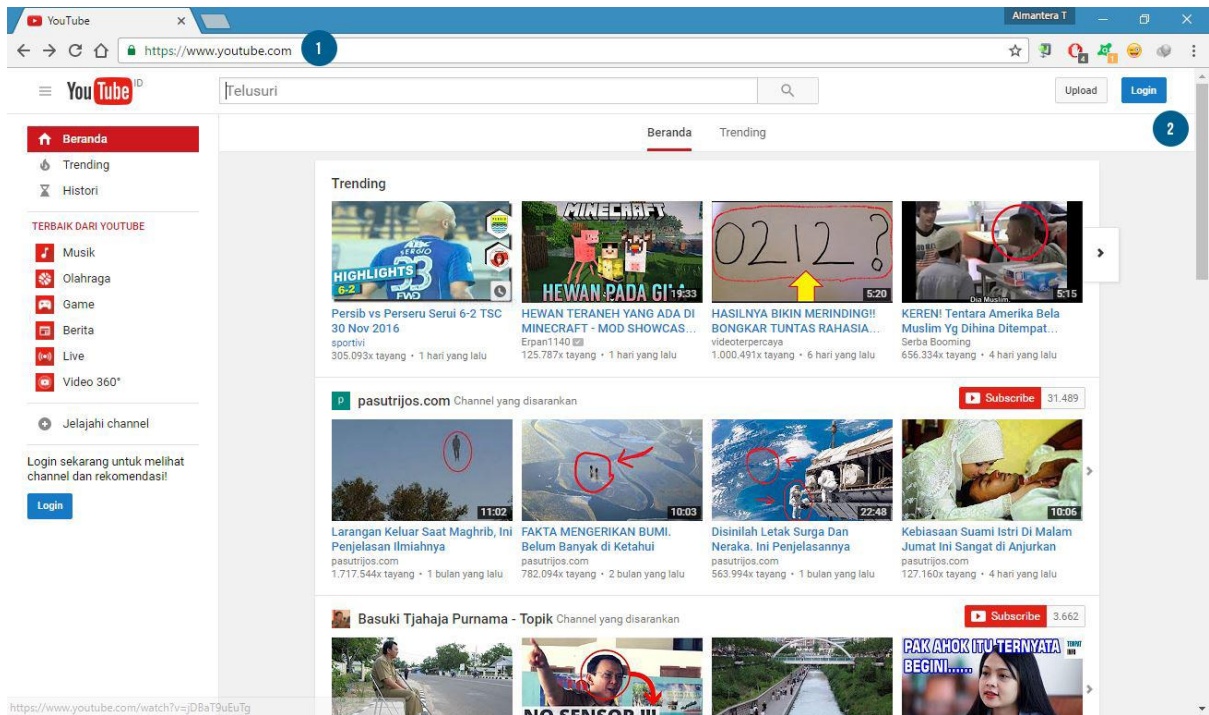 YouTube
Almantera T
https://www.youtube.com
1
YouTube ID
Telusuri
Upload
Login
2
Beranda
Trending
Histori
TERBAIK DARI YOUTUBE
Musik
Olahraga
Game
Berita
Live
Video 360°
Jelajahi channel
Login sekarang untuk melihat
channel dan rekomendasi!
Login
Beranda Trending
Trending
HIGHLIGHTS
6-2
SERGIO
33
FWD
Persib vs Perseru Serui 6-2 TSC
30 Nov 2016
sportivi
305.093x tayang • 1 hari yang lalu
MINECRAFT
HEWAN PADA
19:33
HEWAN TERANEH YANG ADA DI
MINECRAFT - MOD SHOWCAS...
Erpan1140
125.787x tayang • 1 hari yang lalu
0212?
5:20
HASILNYA BIKIN MERINDING!!
BONGKAR TUNTAS RAHASIA...
videoterpercaya
1.000.491x tayang • 6 hari yang lalu
Dia Muslim,
5:15
KEREN! Tentara Amerika Bela
Muslim Yg Dihina Ditempat...
Serba Booming
656.334x tayang • 4 hari yang lalu
p pasutrijos.com Channel yang disarankan
Subscribe 31.489
11:02
Larangan Keluar Saat Maghrib, Ini
Penjelasan Ilmiahnya
pasutrijos.com
1.717.544x tayang • 1 bulan yang lalu
10:03
FAKTA MENGERIKAN BUMI.
Belum Banyak di Ketahui
pasutrijos.com
782.094x tayang • 2 bulan yang lalu
22:48
Disinilah Letak Surga Dan
Neraka. Ini Penjelasannya
pasutrijos.com
563.994x tayang • 1 bulan yang lalu
10:06
Kebiasaan Suami Istri Di Malam
Jumat Ini Sangat di Anjurkan
pasutrijos.com
127.160x tayang • 4 hari yang lalu
Basuki Tjahaja Purnama - Topik Channel yang disarankan
Subscribe 3.662
NO SENSOR !!!
PAK AHOK ITU TERNYATA
BEGINI......
https://www.youtube.com/watch?v=jDBaT9uEuTg